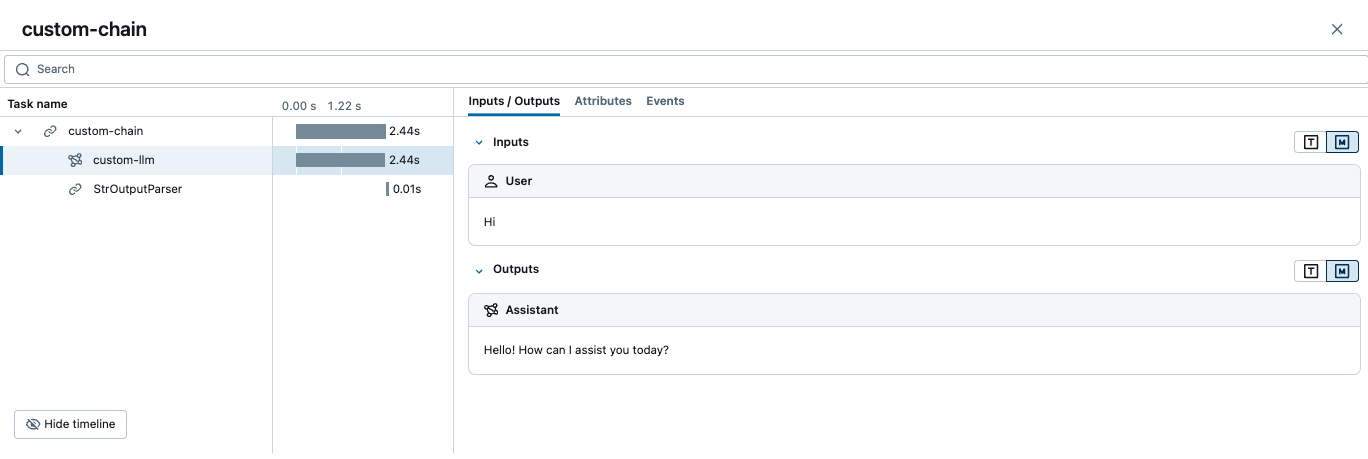 custom-chain
Search
Task name
0.00 s 1.22 s
custom-chain 2.44s
custom-llm 2.44s
StrOutputParser 0.01s
Hide timeline
Inputs / Outputs Attributes Events
Inputs T M
User
Hi
Outputs T M
Assistant
Hello! How can I assist you today?